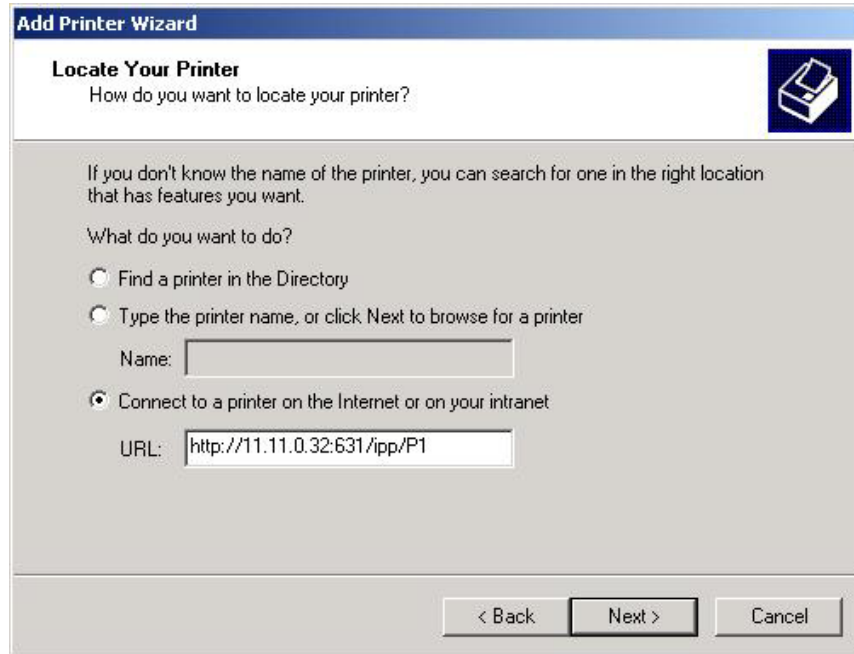 Add Printer Wizard
Locate Your Printer
How do you want to locate your printer?
If you don't know the name of the printer, you can search for one in the right location
that has features you want.
What do you want to do?
Find a printer in the Directory
Type the printer name, or click Next to browse for a printer
Name:
Connect to a printer on the Internet or on your intranet
URL: http://11.11.0.32:631/ipp/P1
< Back Next > Cancel